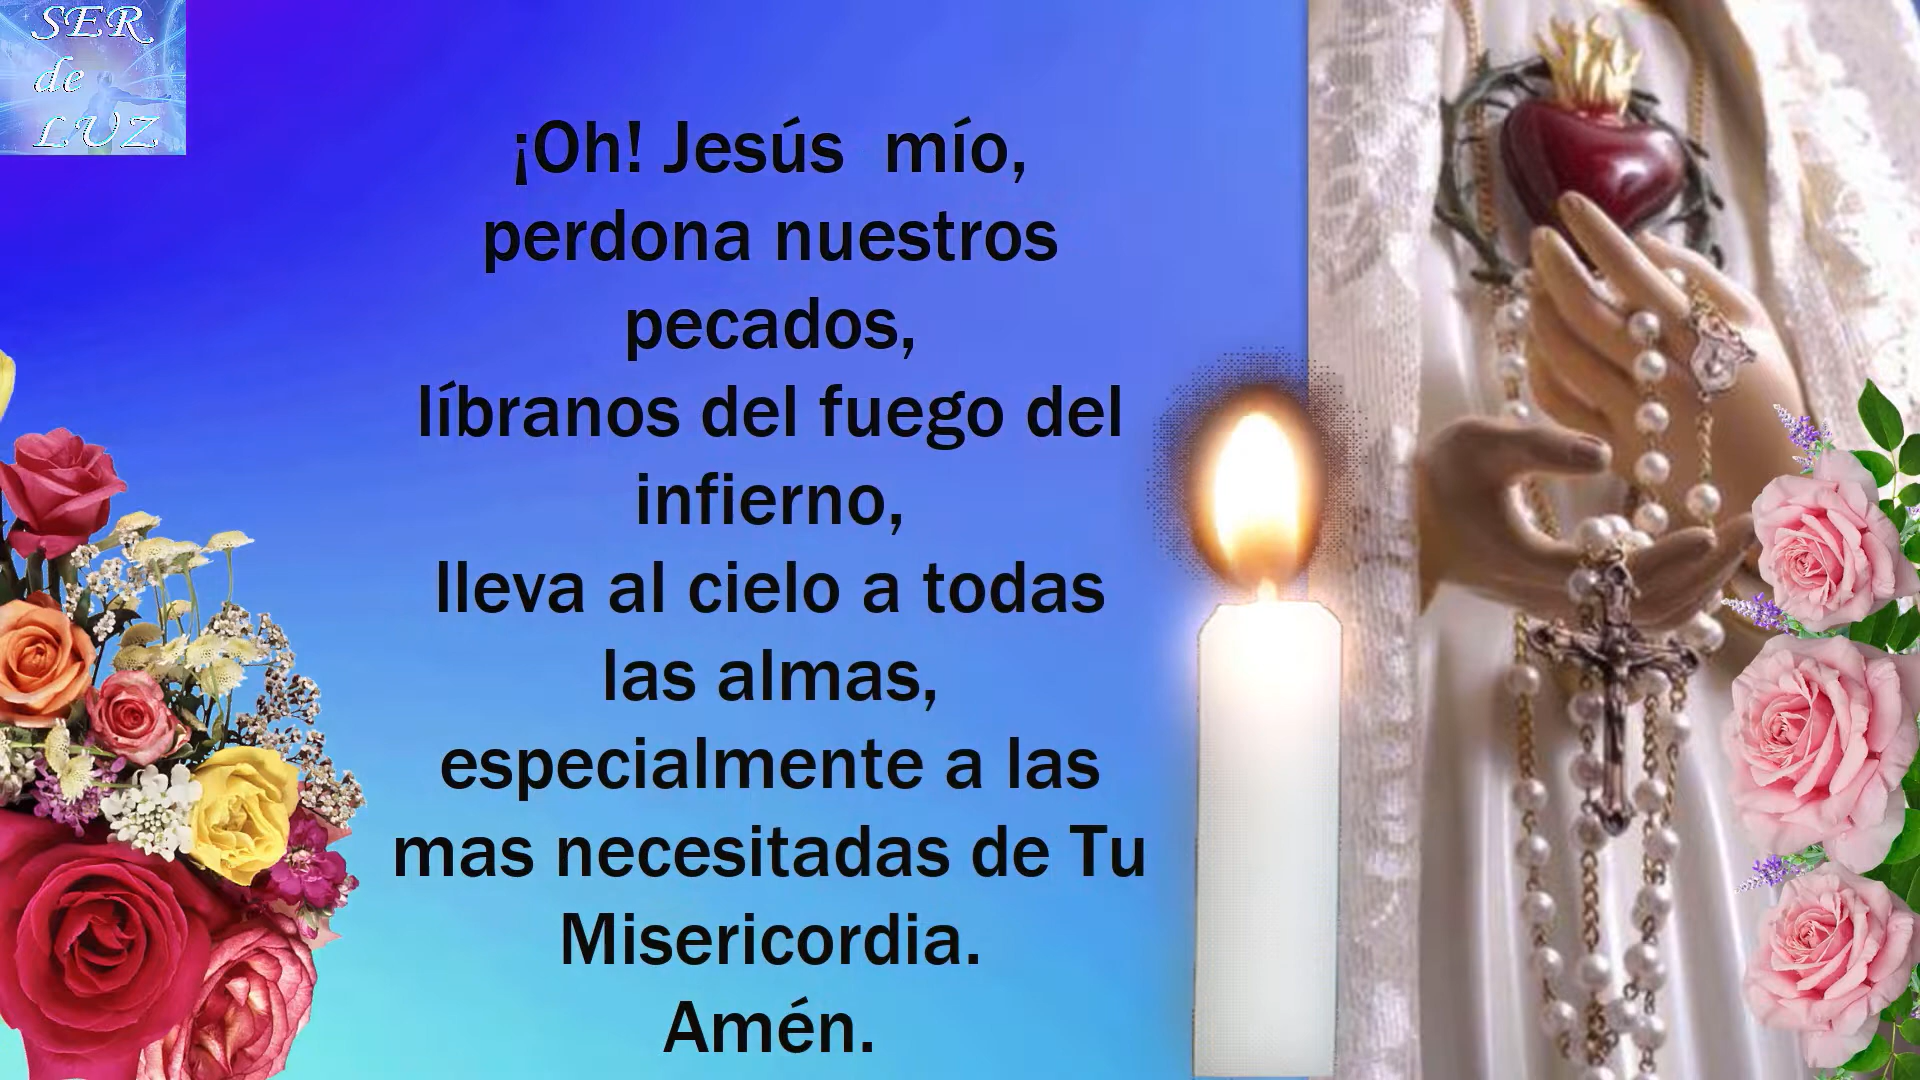 SER
de
LUZ
¡Oh! Jesús  mío,
perdona nuestros
pecados,
líbranos del fuego del
infierno,
lleva al cielo a todas
las almas,
especialmente a las
mas necesitadas de Tu
Misericordia.
Amén.